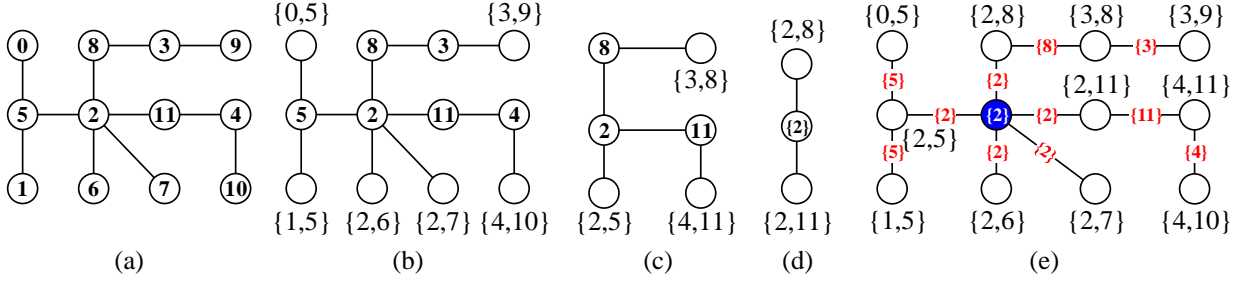 {0,5} {3,9} {2,8} {0,5} {2,8} {3,8} {3,9}
0 8 3 9 8 3 8 {8} {3}
{3,8}
{5} {2} {2,11} {4,11}
5 2 11 4 5 2 11 4 2 11 {2} {2} {2} {2} {11}
{2,5}
{5} {2} {2} {4}
1 6 7 10
{1,5} {2,6} {2,7} {4,10} {2,5} {4,11} {2,11} {1,5} {2,6} {2,7} {4,10}
(a) (b) (c) (d) (e)